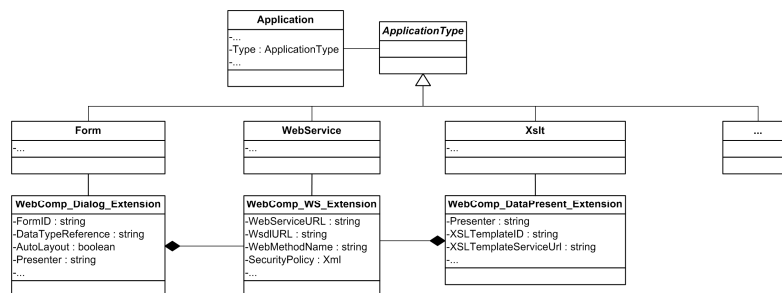 Application
-...
-Type : ApplicationType
-...
ApplicationType
Form
-...
WebService
-...
Xslt
-...
...
WebComp_Dialog_Extension
-FormID : string
-DataTypeReference : string
-AutoLayout : boolean
-Presenter : string
-...
WebComp_WS_Extension
-WebServiceURL : string
-WsdlURL : string
-WebMethodName : string
-SecurityPolicy : Xml
-...
WebComp_DataPresent_Extension
-Presenter : string
-XSLTemplateID : string
-XSLTemplateServiceUrl : string
-...